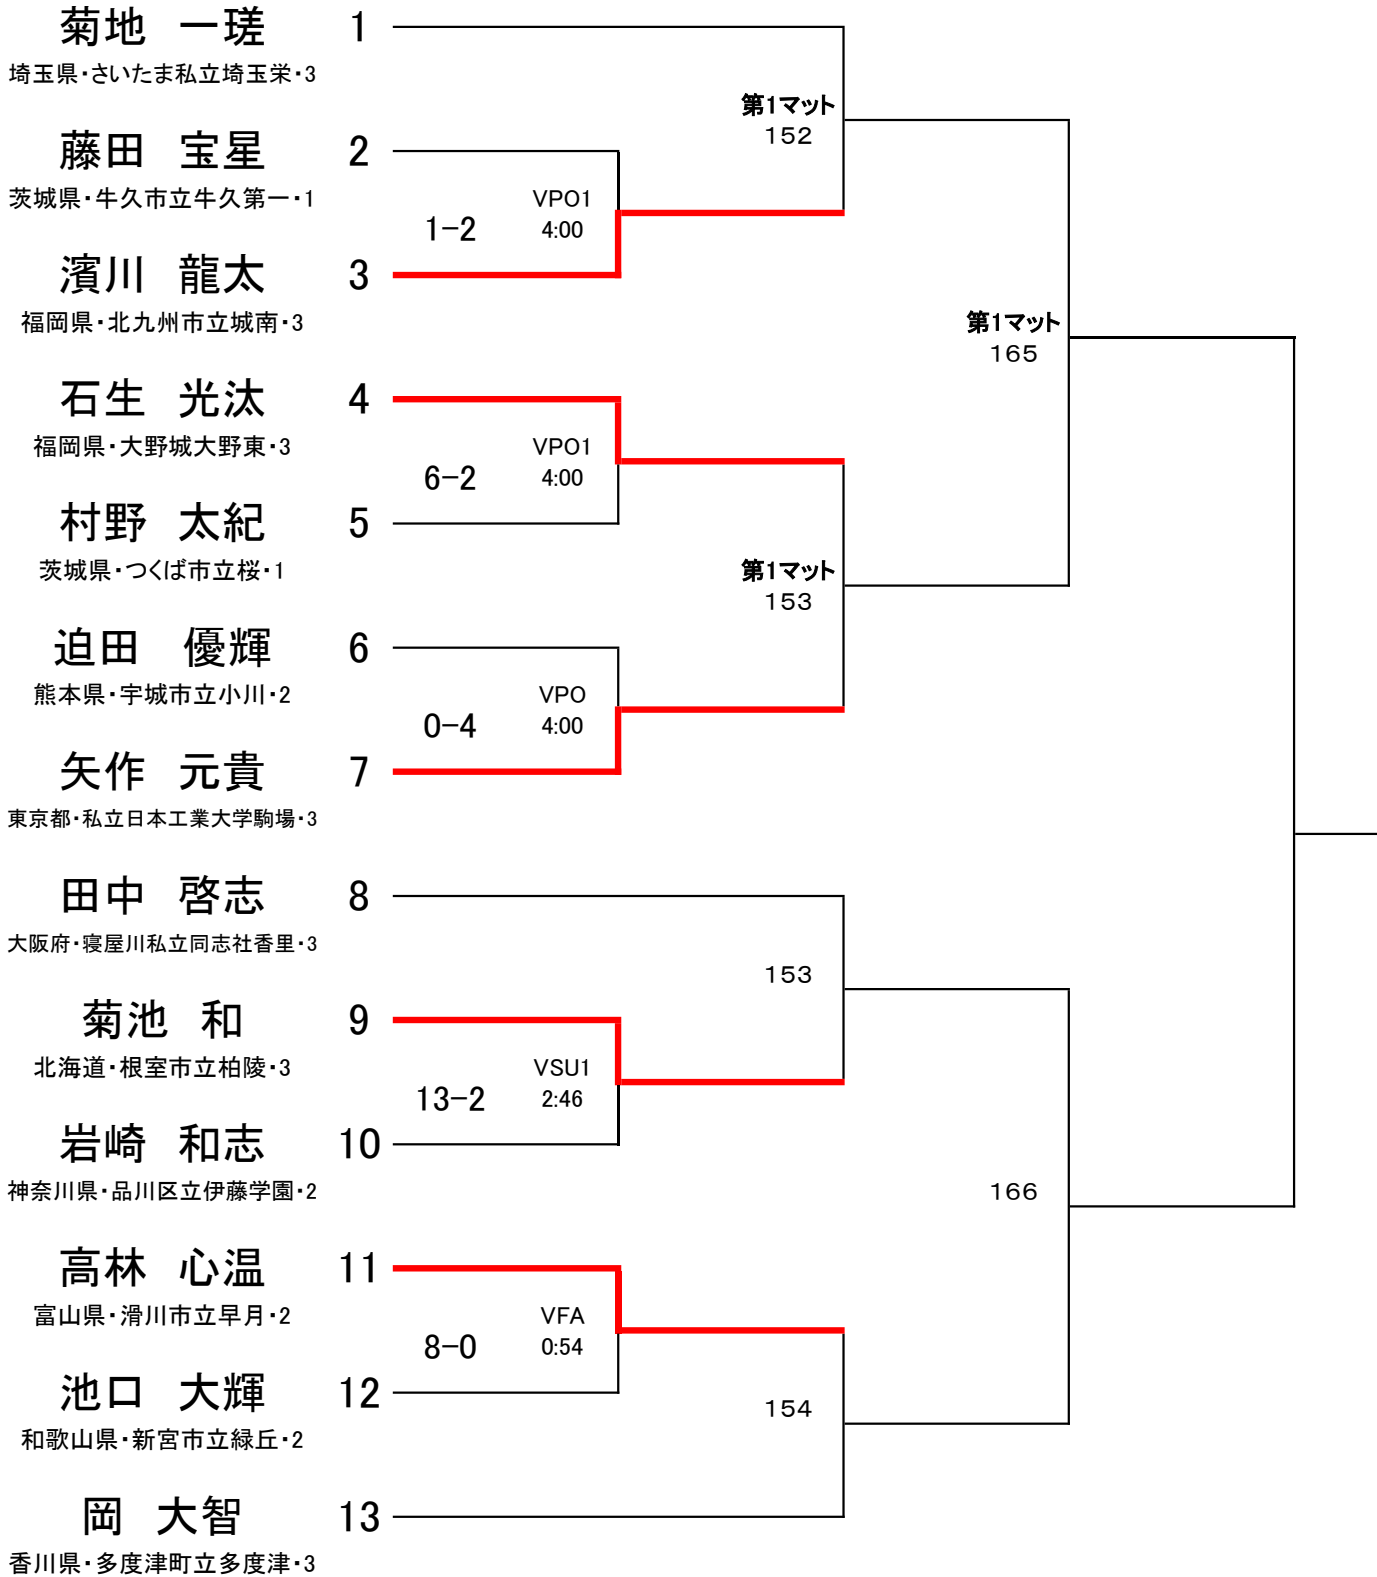 菊地　一瑳 1
埼玉県・さいたま私立埼玉栄・3
第1マット
152
藤田　宝星 2
茨城県・牛久市立牛久第一・1
1-2 VPO1
4:00
濱川　龍太 3
福岡県・北九州市立城南・3
第1マット
165
石生　光汰 4
福岡県・大野城大野東・3
6-2 VPO1
4:00
村野　太紀 5
茨城県・つくば市立桜・1
第1マット
153
迫田　優輝 6
熊本県・宇城市立小川・2
0-4 VPO
4:00
矢作　元貴 7
東京都・私立日本工業大学駒場・3
田中　啓志 8
大阪府・寝屋川私立同志社香里・3
153
菊池　和 9
北海道・根室市立柏陵・3
13-2 VSU1
2:46
岩崎　和志 10
神奈川県・品川区立伊藤学園・2
166
高林　心温 11
富山県・滑川市立早月・2
8-0 VFA
0:54
池口　大輝 12
和歌山県・新宮市立緑丘・2
154
岡　大智 13
香川県・多度津町立多度津・3